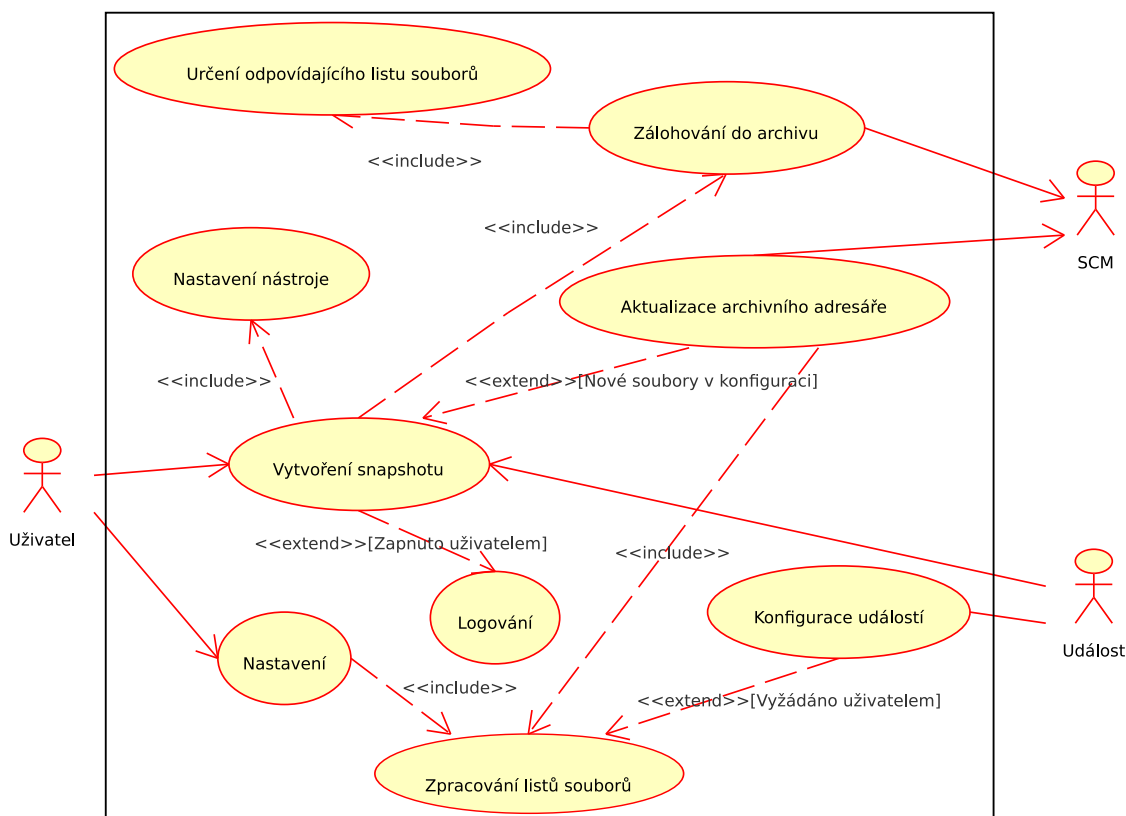 Určení odpovídajícího listu souborů
Zálohování do archivu
<<include>>
<<include>>
SCM
Nastavení nástroje
Aktualizace archivního adresáře
<<include>>
<<extend>>[Nové soubory v konfiguraci]
Vytvoření snapshotu
Uživatel
<<extend>>[Zapnuto uživatelem]
<<include>>
Logování
Konfigurace událostí
Událost
Nastavení
<<include>>
<<extend>>[Vyžádáno uživatelem]
Zpracování listů souborů